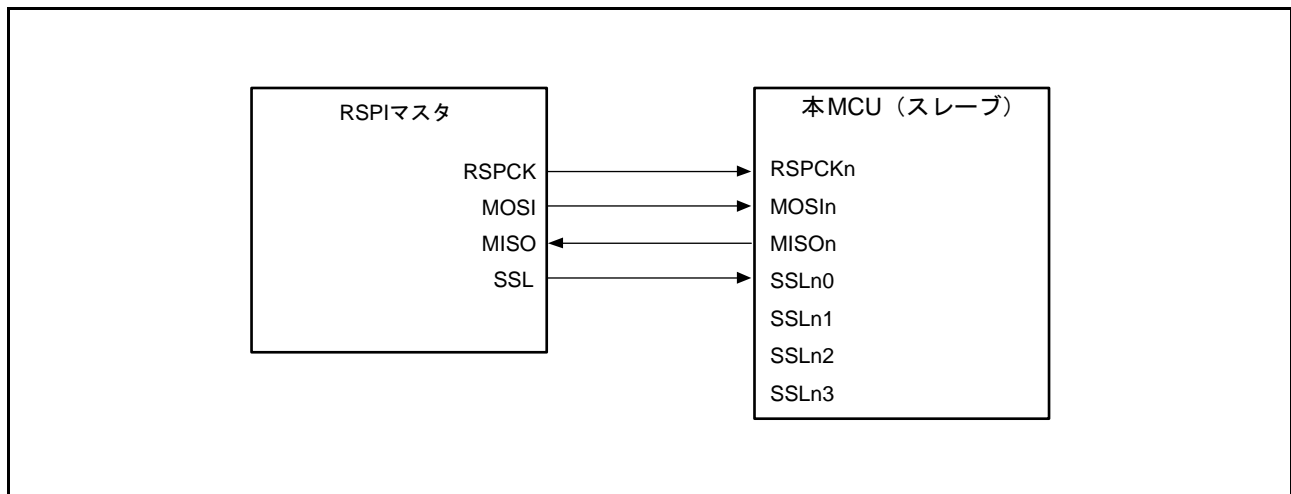 RSPIマスタ
RSPCK
MOSI
MISO
SSL
本MCU（スレーブ）
RSPCKn
MOSIn
MISOn
SSLn0
SSLn1
SSLn2
SSLn3